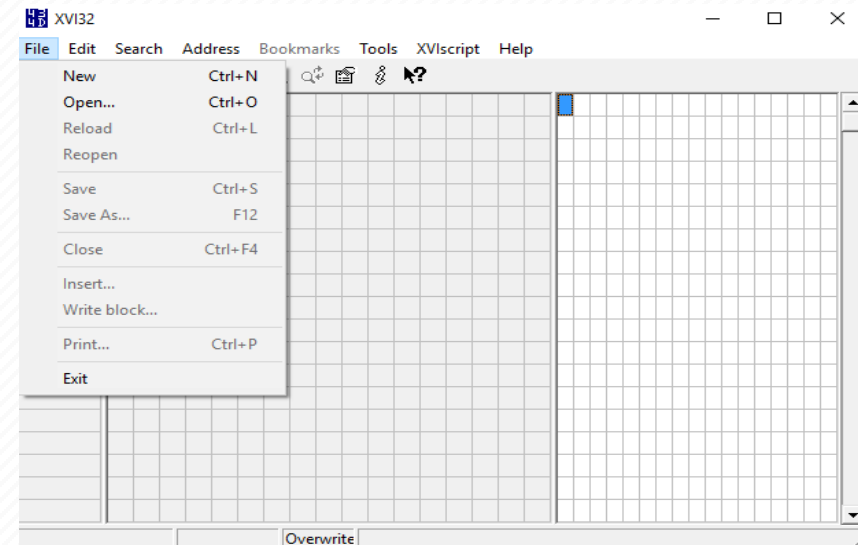 XVI32
File Edit Search Address Bookmarks Tools XVIscript Help
New Ctrl+N
Open... Ctrl+O
Reload Ctrl+L
Reopen
Save Ctrl+S
Save As... F12
Close Ctrl+F4
Insert...
Write block...
Print... Ctrl+P
Exit
Overwrite